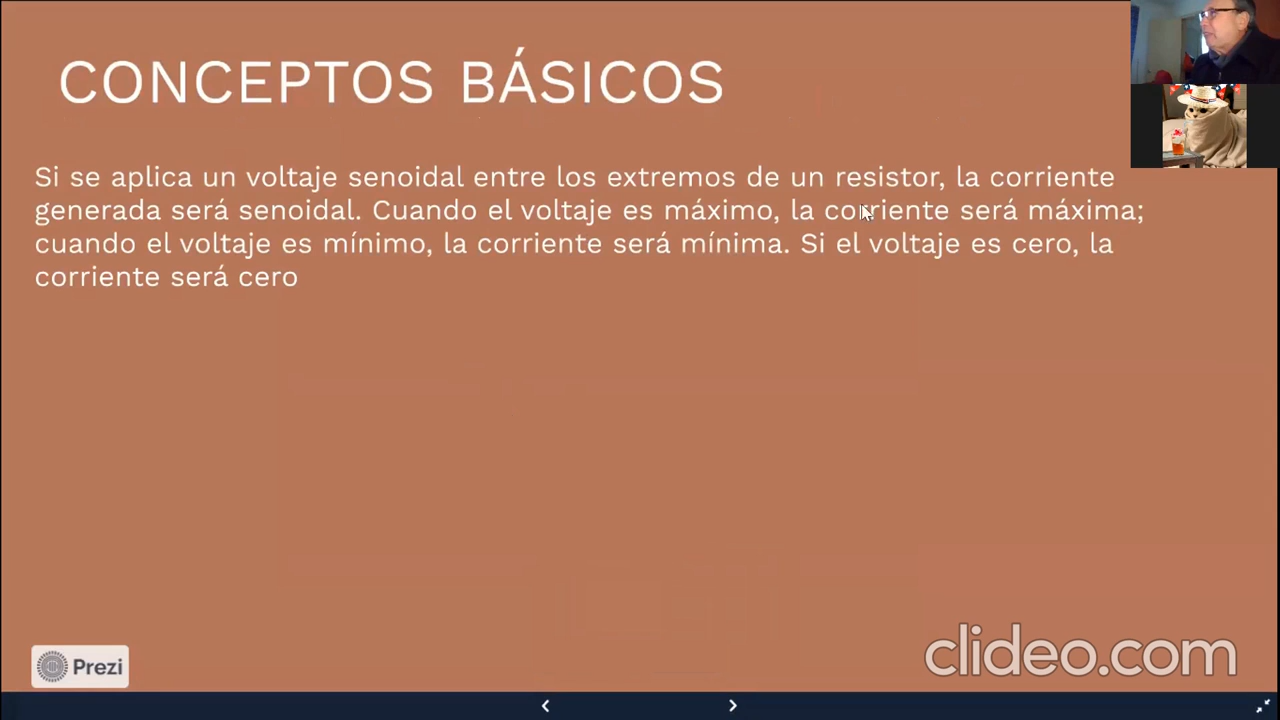 CONCEPTOS BÁSICOS
Si se aplica un voltaje senoidal entre los extremos de un resistor, la corriente
generada será senoidal. Cuando el voltaje es máximo, la corriente será máxima;
cuando el voltaje es mínimo, la corriente será mínima. Si el voltaje es cero, la
corriente será cero
Prezi
clideo.com